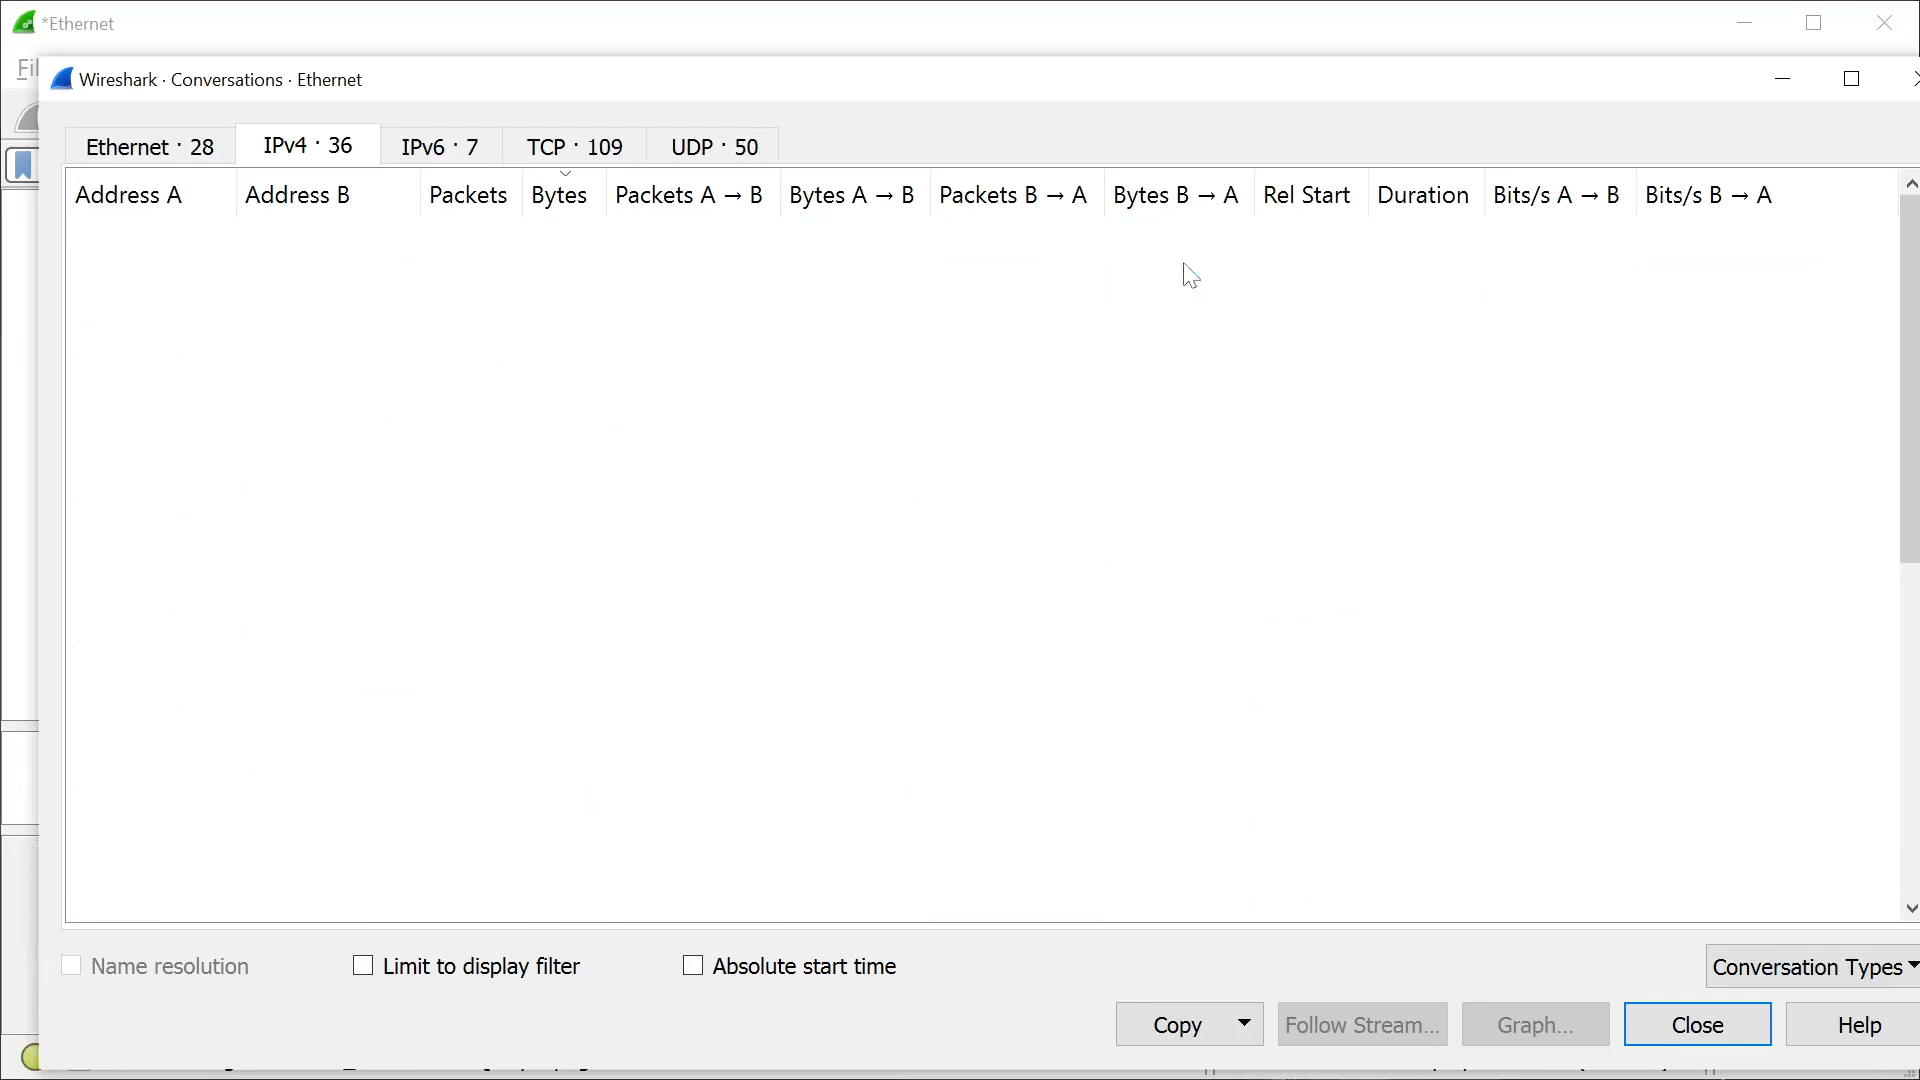 *Ethernet
Fil
Wireshark · Conversations · Ethernet
Ethernet · 28 IPv4 · 36 IPv6 · 7 TCP · 109 UDP · 50
Address A Address B Packets Bytes Packets A → B Bytes A → B Packets B → A Bytes B → A Rel Start Duration Bits/s A → B Bits/s B → A
Name resolution Limit to display filter Absolute start time Conversation Types
Copy Follow Stream... Graph... Close Help